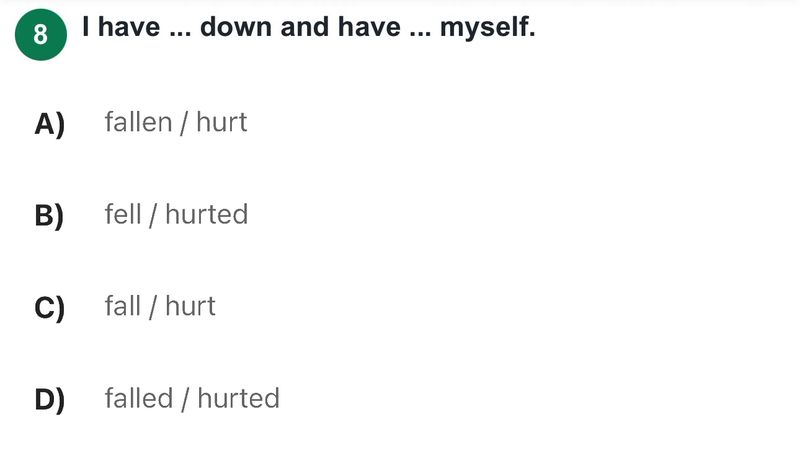 8 I have ... down and have ... myself.
A) fallen / hurt
B) fell / hurted
C) fall / hurt
D) falled / hurted